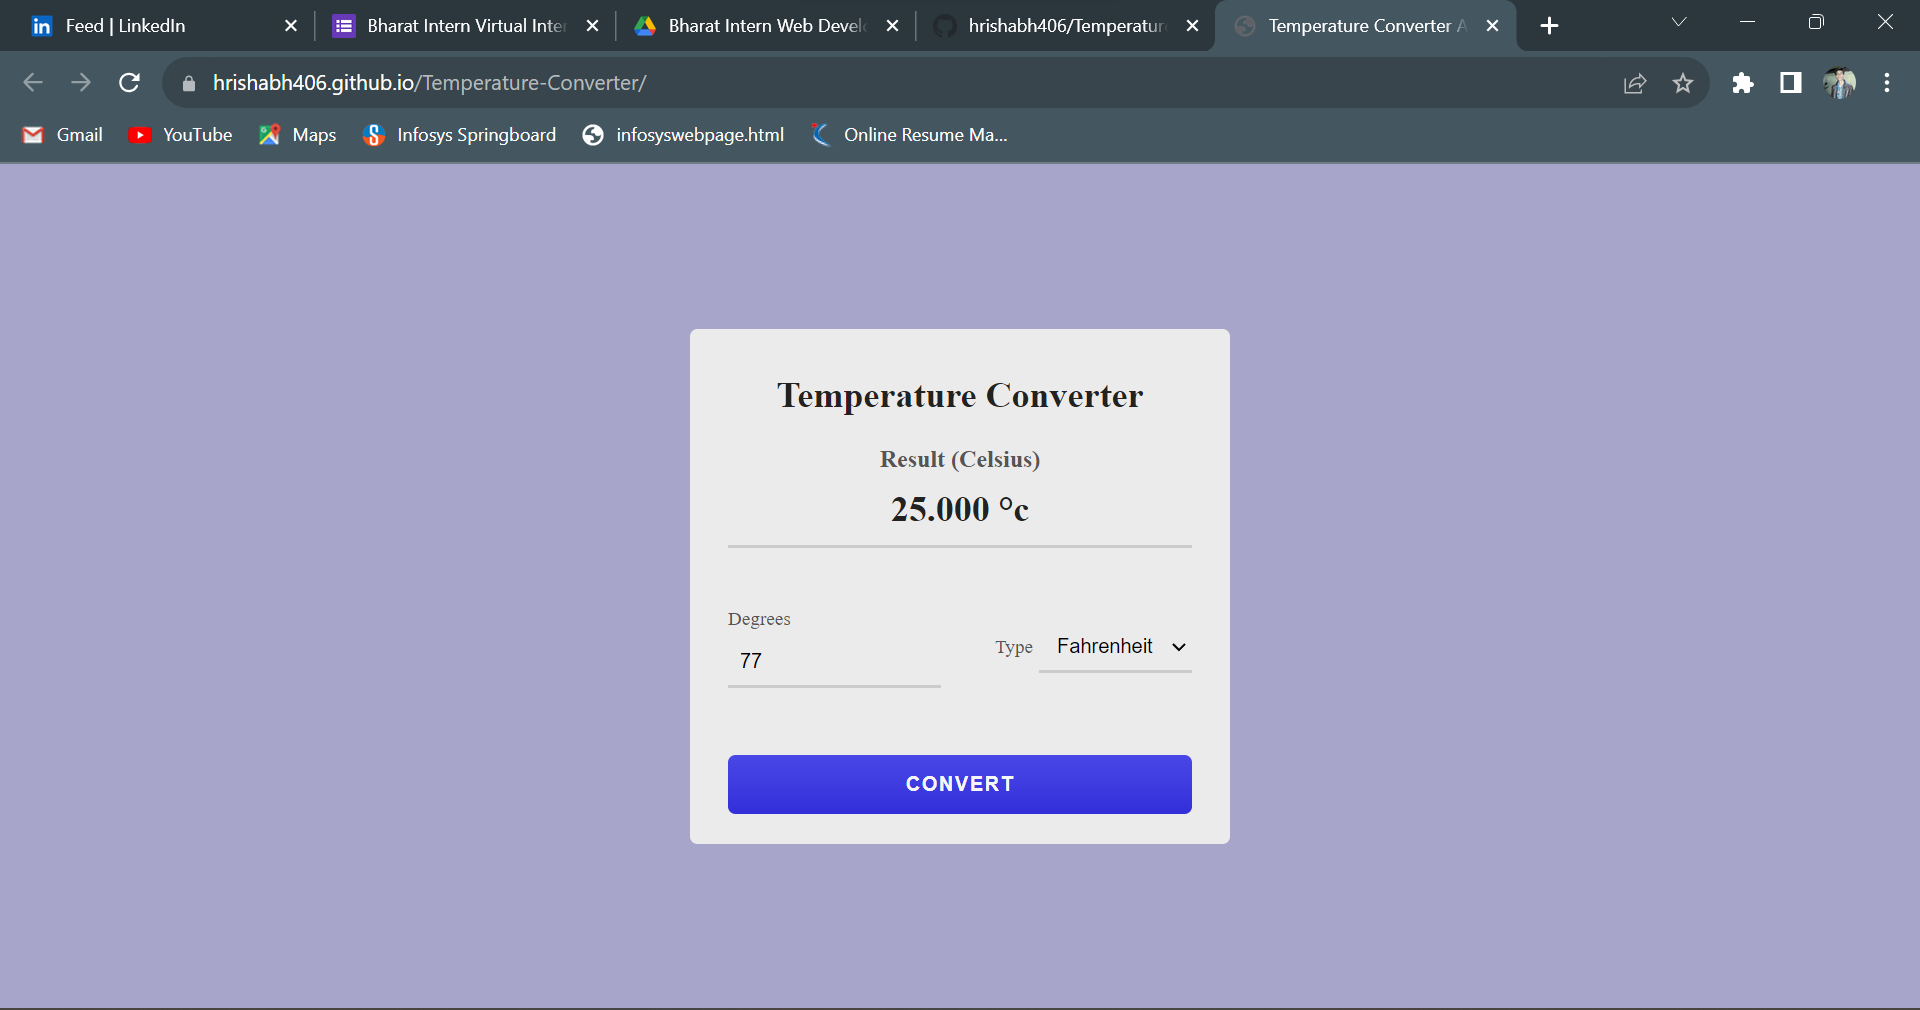 Feed | LinkedIn
Bharat Intern Virtual Inter
Bharat Intern Web Develo
hrishabh406/Temperatur
Temperature Converter A
hrishabh406.github.io/Temperature-Converter/
Gmail
YouTube
Maps
Infosys Springboard
infosyswebpage.html
Online Resume Ma...
Temperature Converter
Result (Celsius)
25.000 °c
Degrees
77
Type
Fahrenheit
CONVERT